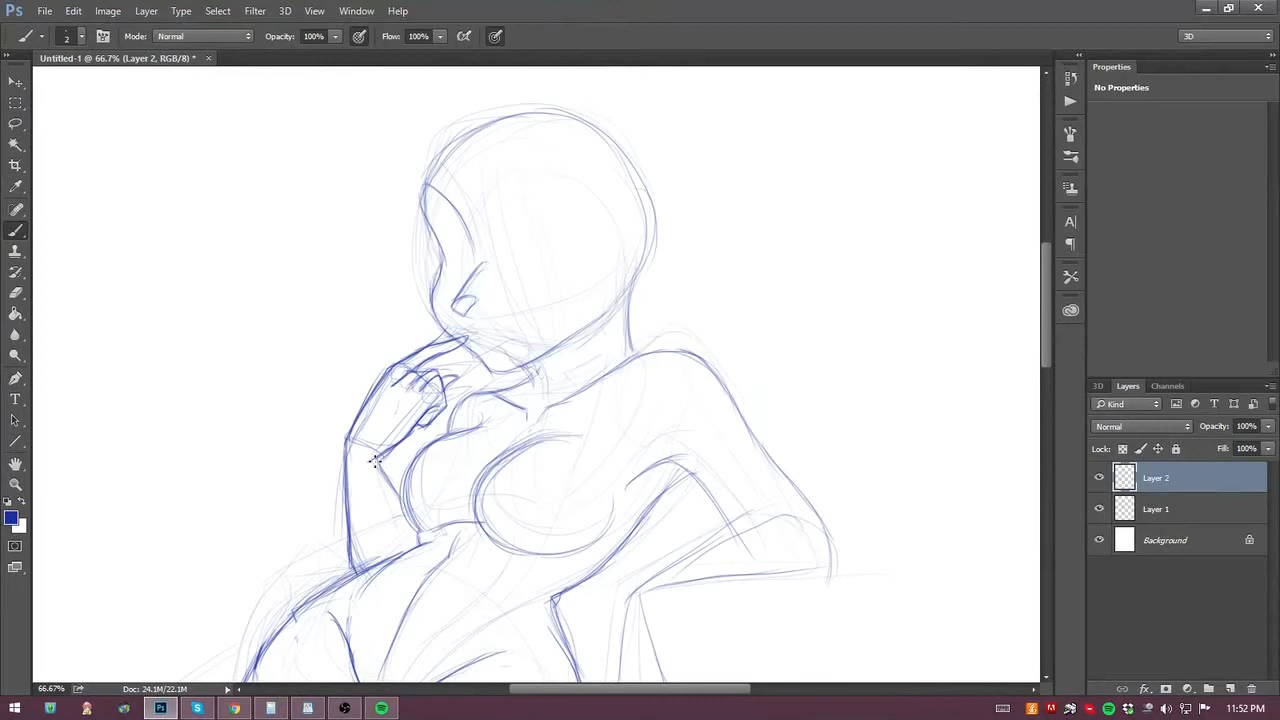 Ps File Edit Image Layer Type Select Filter 3D View Window Help
2 Mode: Normal Opacity: 100% Flow: 100% 3D
Untitled-1 @ 66.7% (Layer 2, RGB/8) * ×
Properties
No Properties
3D Layers Channels
Kind
Normal Opacity: 100%
Lock: Fill: 100%
Layer 2
Layer 1
Background
66.67% Doc: 24.1M/22.1M
11:52 PM